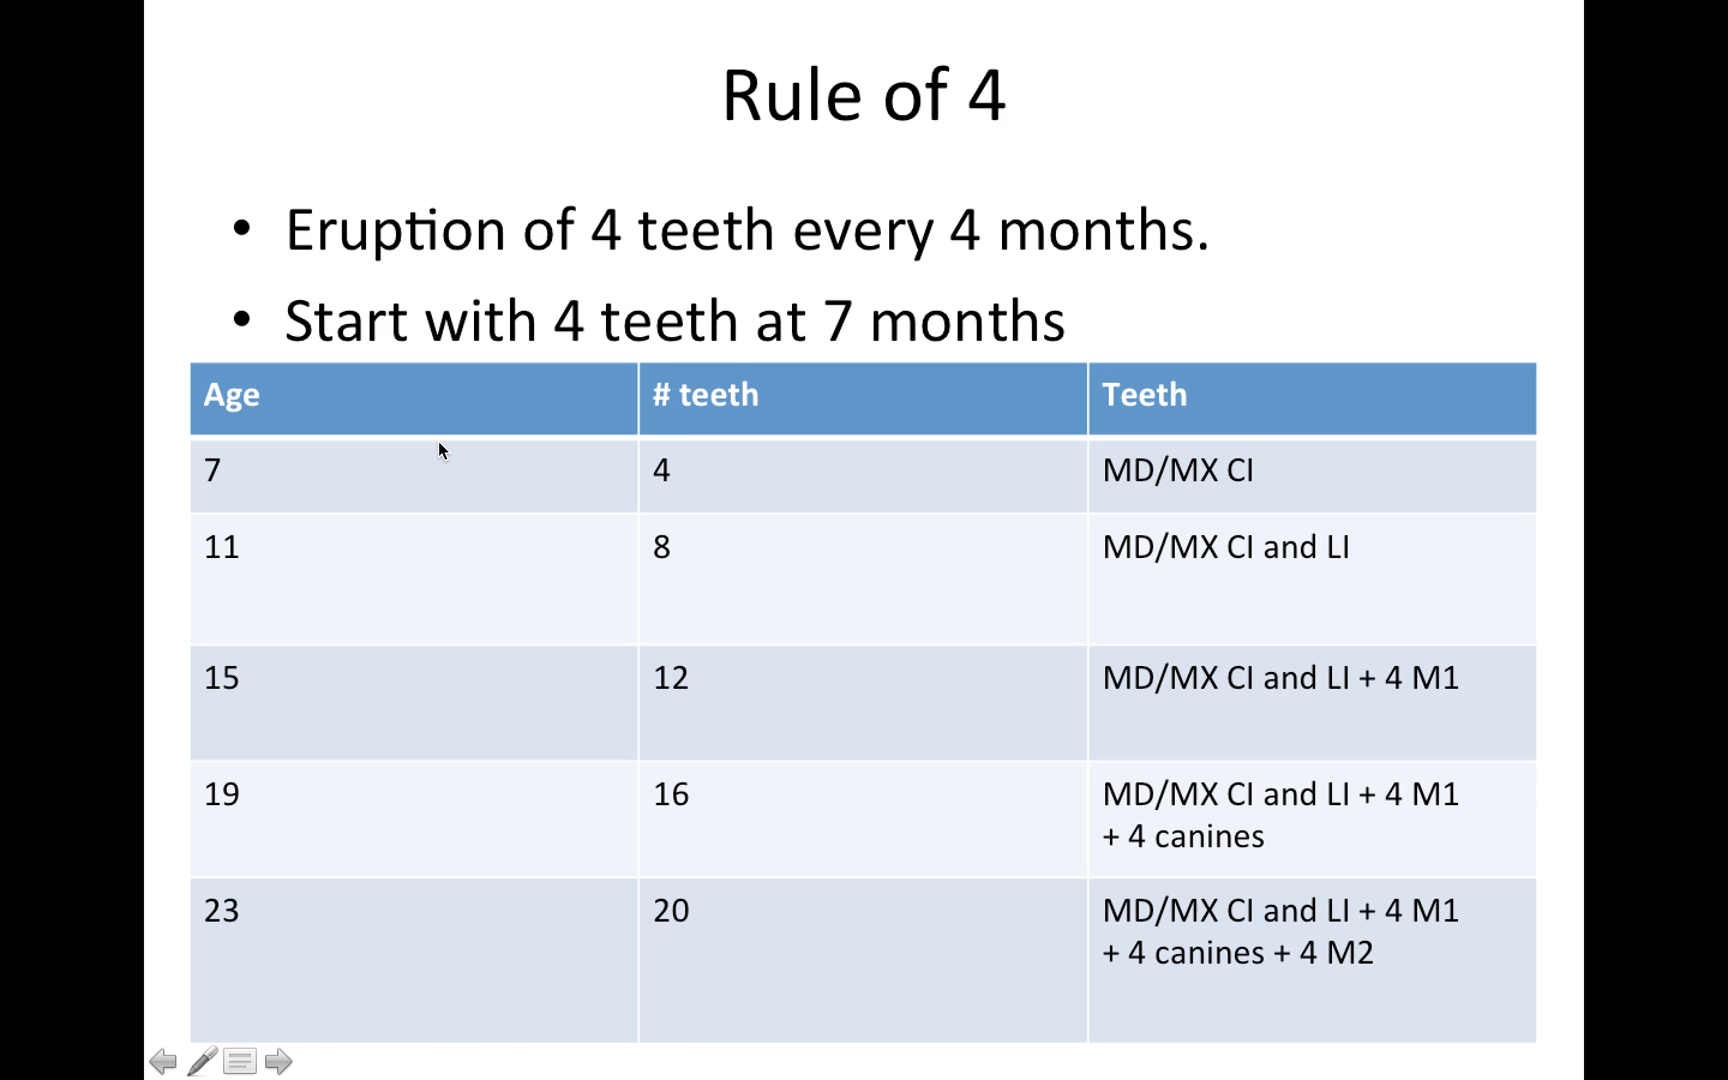 Rule of 4
• Eruption of 4 teeth every 4 months.
• Start with 4 teeth at 7 months
Age # teeth Teeth
7 4 MD/MX CI
11 8 MD/MX CI and LI
15 12 MD/MX CI and LI + 4 M1
19 16 MD/MX CI and LI + 4 M1
+ 4 canines
23 20 MD/MX CI and LI + 4 M1
+ 4 canines + 4 M2